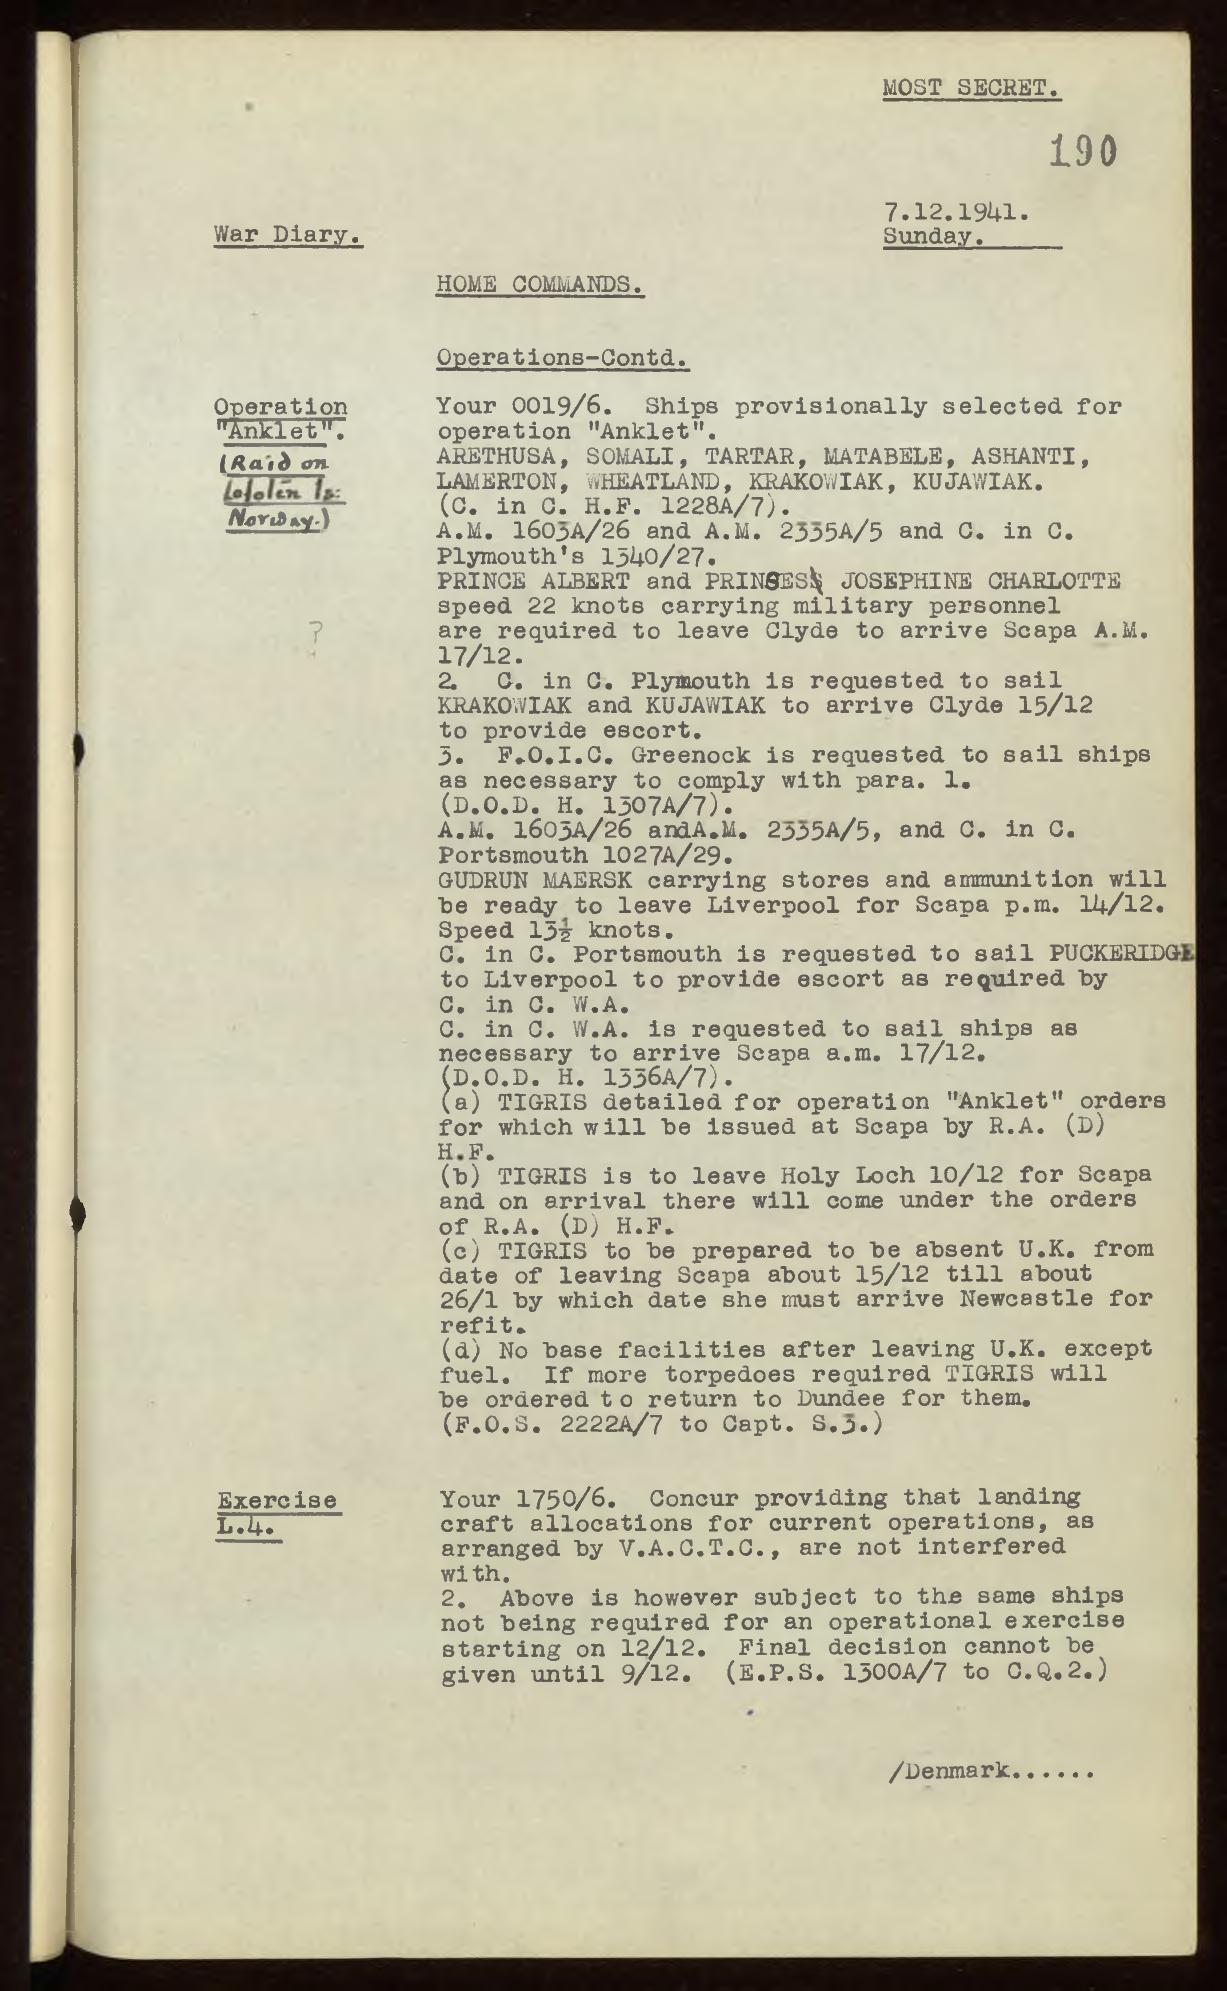 MOST SECRET.
190
7.12.1941.
War Diary.
Sunday.
HOME COMMANDS.
Operations-Contd.
Operation
"Anklet".
(Raid on
Lofoten Is:
Norway.)
?
Your 0019/6. Ships provisionally selected for
operation "Anklet".
ARETHUSA, SOMALI, TARTAR, MATABELE, ASHANTI,
LAMERTON, WHEATLAND, KRAKOWIAK, KUJAWIAK.
(C. in C. H.F. 1228A/7).
A.M. 1603A/26 and A.M. 2335A/5 and C. in C.
Plymouth's 1340/27.
PRINCE ALBERT and PRINSES JOSEPHINE CHARLOTTE
speed 22 knots carrying military personnel
are required to leave Clyde to arrive Scapa A.M.
17/12.
2. C. in C. Plymouth is requested to sail
KRAKOWIAK and KUJAWIAK to arrive Clyde 15/12
to provide escort.
3. F.O.I.C. Greenock is requested to sail ships
as necessary to comply with para. 1.
(D.O.D. H. 1307A/7).
A.M. 1603A/26 andA.M. 2335A/5, and C. in C.
Portsmouth 1027A/29.
GUDRUN MAERSK carrying stores and ammunition will
be ready to leave Liverpool for Scapa p.m. 14/12.
Speed 13½ knots.
C. in C. Portsmouth is requested to sail PUCKERIDGE
to Liverpool to provide escort as required by
C. in C. W.A.
C. in C. W.A. is requested to sail ships as
necessary to arrive Scapa a.m. 17/12.
(D.O.D. H. 1336A/7).
(a) TIGRIS detailed for operation "Anklet" orders
for which will be issued at Scapa by R.A. (D)
H.F.
(b) TIGRIS is to leave Holy Loch 10/12 for Scapa
and on arrival there will come under the orders
of R.A. (D) H.F.
(c) TIGRIS to be prepared to be absent U.K. from
date of leaving Scapa about 15/12 till about
26/1 by which date she must arrive Newcastle for
refit.
(d) No base facilities after leaving U.K. except
fuel. If more torpedoes required TIGRIS will
be ordered to return to Dundee for them.
(F.O.S. 2222A/7 to Capt. S.3.)
Exercise
L.4.
Your 1750/6. Concur providing that landing
craft allocations for current operations, as
arranged by V.A.C.T.C., are not interfered
with.
2. Above is however subject to the same ships
not being required for an operational exercise
starting on 12/12. Final decision cannot be
given until 9/12. (E.P.S. 1300A/7 to C.Q.2.)
/Denmark......